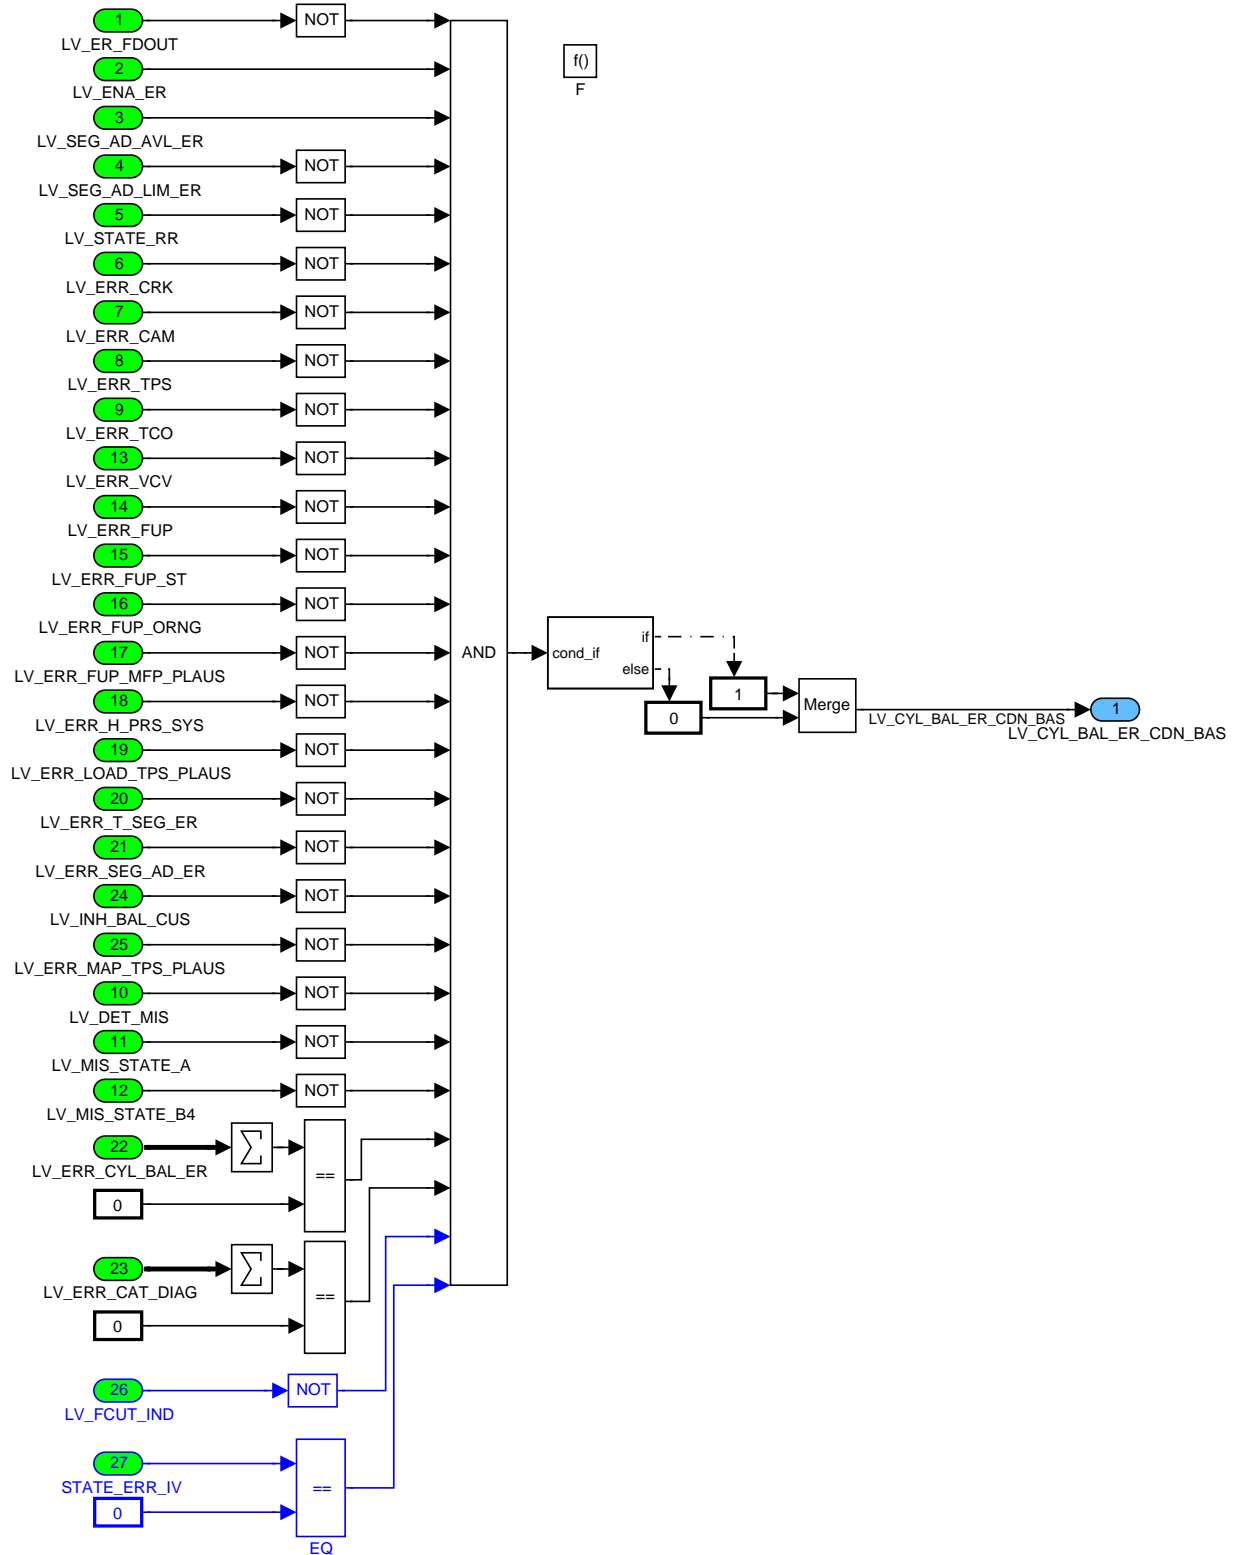 1
NOT
LV_ER_FDOUT
f()
F
2
LV_ENA_ER
3
LV_SEG_AD_AVL_ER
4
NOT
LV_SEG_AD_LIM_ER
5
NOT
LV_STATE_RR
6
NOT
LV_ERR_CRK
7
NOT
LV_ERR_CAM
8
NOT
LV_ERR_TPS
9
NOT
LV_ERR_TCO
13
NOT
LV_ERR_VCV
14
NOT
LV_ERR_FUP
15
NOT
LV_ERR_FUP_ST
16
NOT
LV_ERR_FUP_ORNG
17
NOT
LV_ERR_FUP_MFP_PLAUS
18
NOT
LV_ERR_H_PRS_SYS
19
NOT
LV_ERR_LOAD_TPS_PLAUS
20
NOT
LV_ERR_T_SEG_ER
21
NOT
LV_ERR_SEG_AD_ER
24
NOT
LV_INH_BAL_CUS
25
NOT
LV_ERR_MAP_TPS_PLAUS
10
NOT
LV_DET_MIS
11
NOT
LV_MIS_STATE_A
12
NOT
LV_MIS_STATE_B4
22
∑
LV_ERR_CYL_BAL_ER
==
0
23
∑
LV_ERR_CAT_DIAG
==
0
26
NOT
LV_FCUT_IND
27
STATE_ERR_IV
==
0
EQ
AND
cond_if
if
else
1
0
Merge
LV_CYL_BAL_ER_CDN_BAS
1
LV_CYL_BAL_ER_CDN_BAS